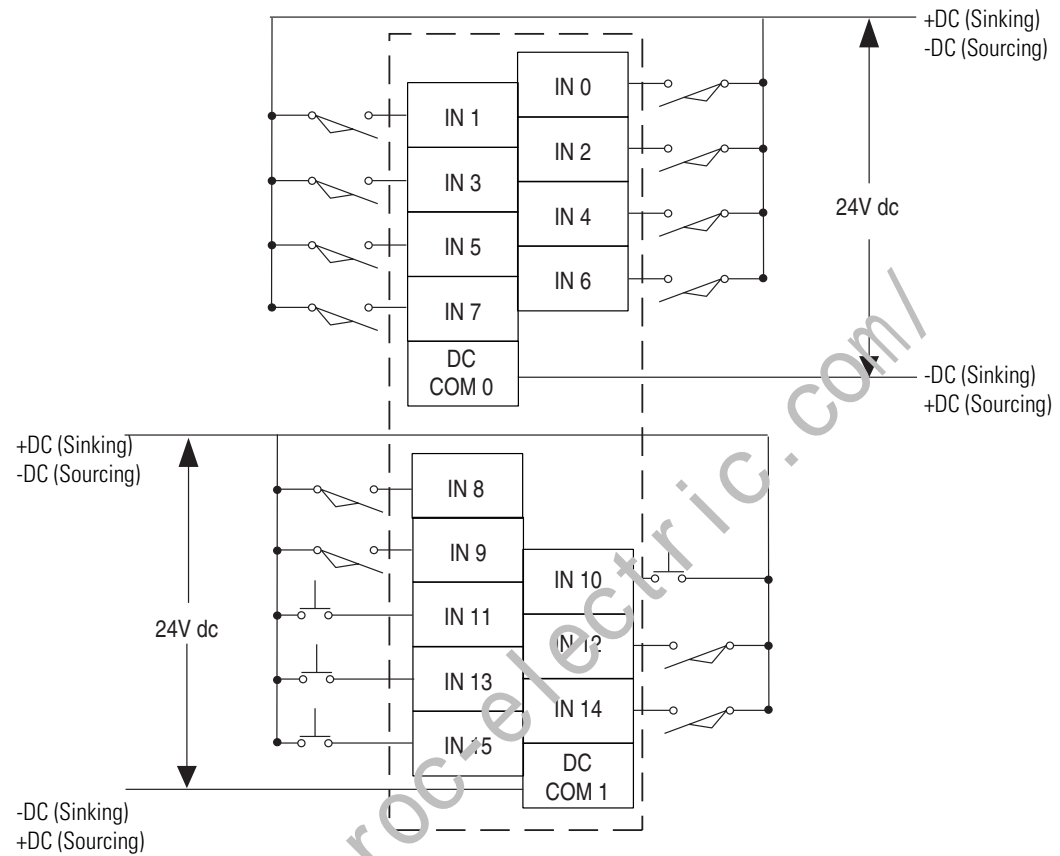 +DC (Sinking)
-DC (Sourcing)
IN 0
IN 1
IN 2
IN 3
IN 4
24V dc
IN 5
IN 6
IN 7
DC
COM 0
-DC (Sinking)
+DC (Sourcing)
+DC (Sinking)
-DC (Sourcing)
IN 8
IN 9
IN 10
IN 11
24V dc
IN 12
IN 13
IN 14
IN 15
DC
COM 1
-DC (Sinking)
+DC (Sourcing)
roc-electric.com/